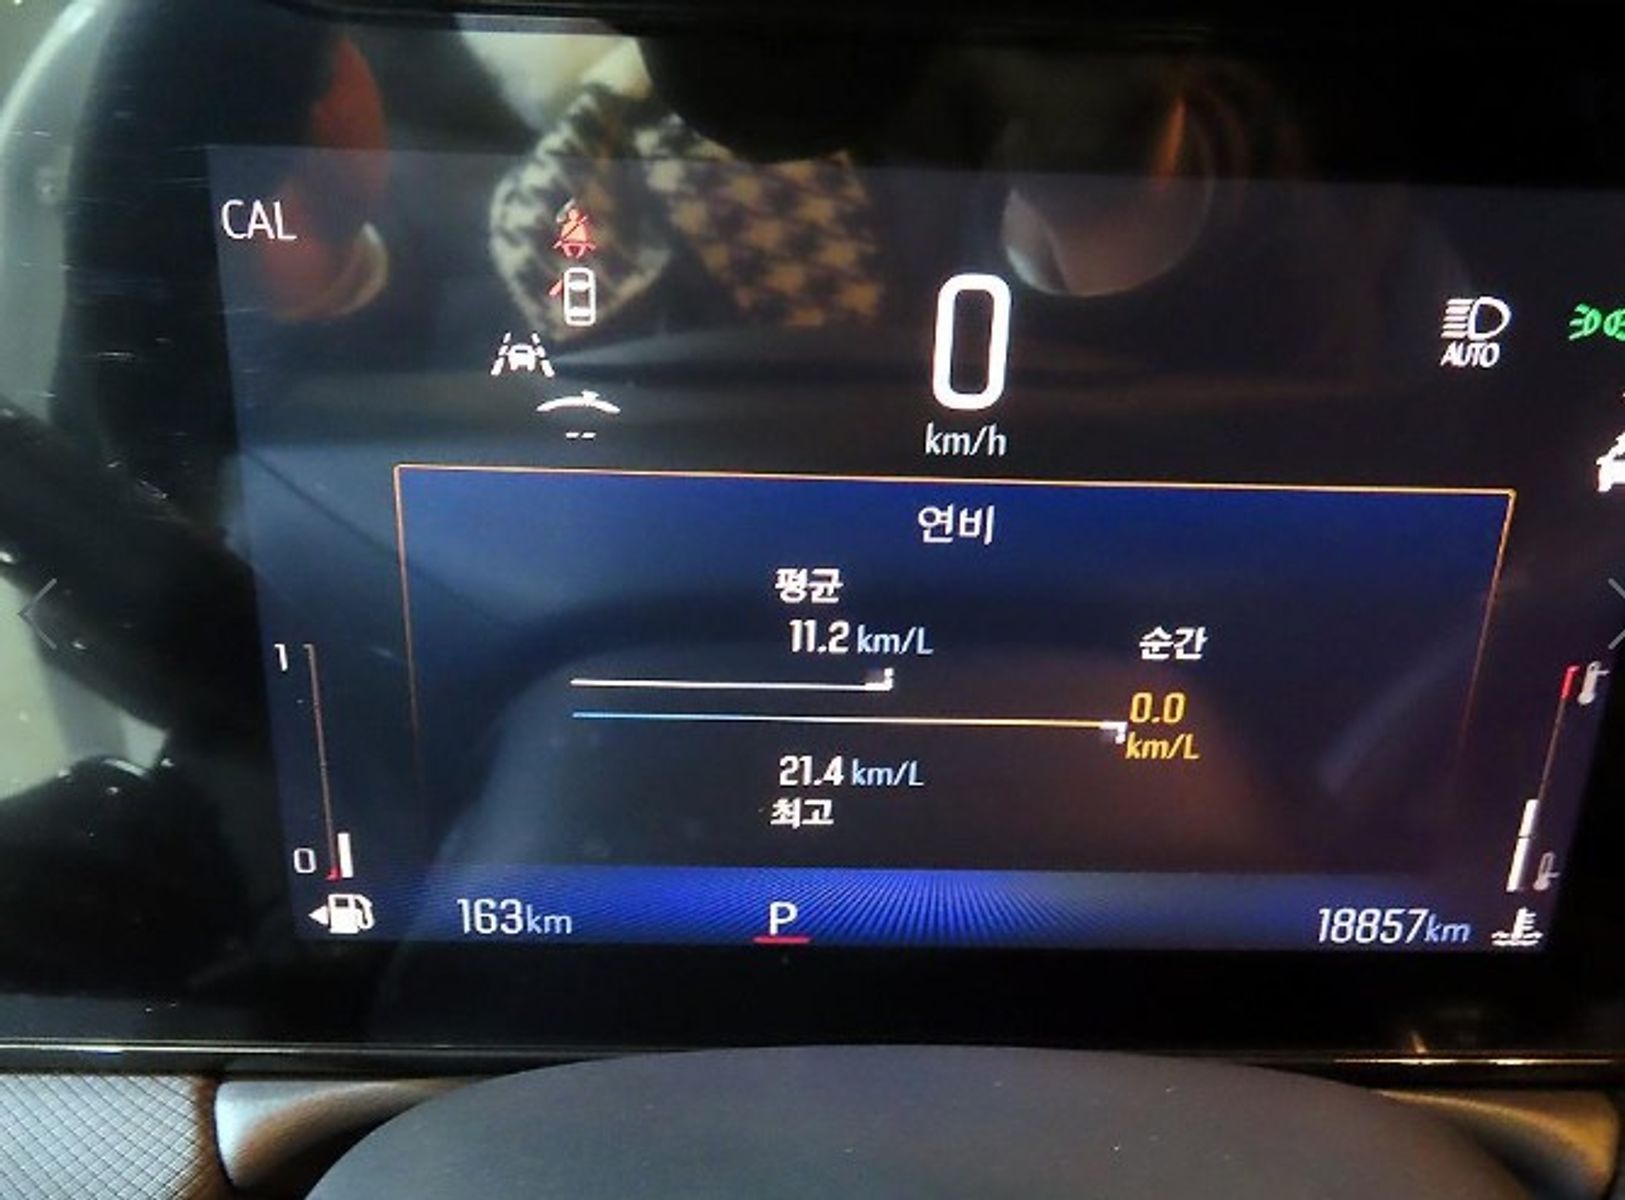 CAL
0
km/h
AUTO
연비
평균
11.2 km/L
순간
0.0
km/L
21.4 km/L
최고
1
0
163km
P
18857km
--